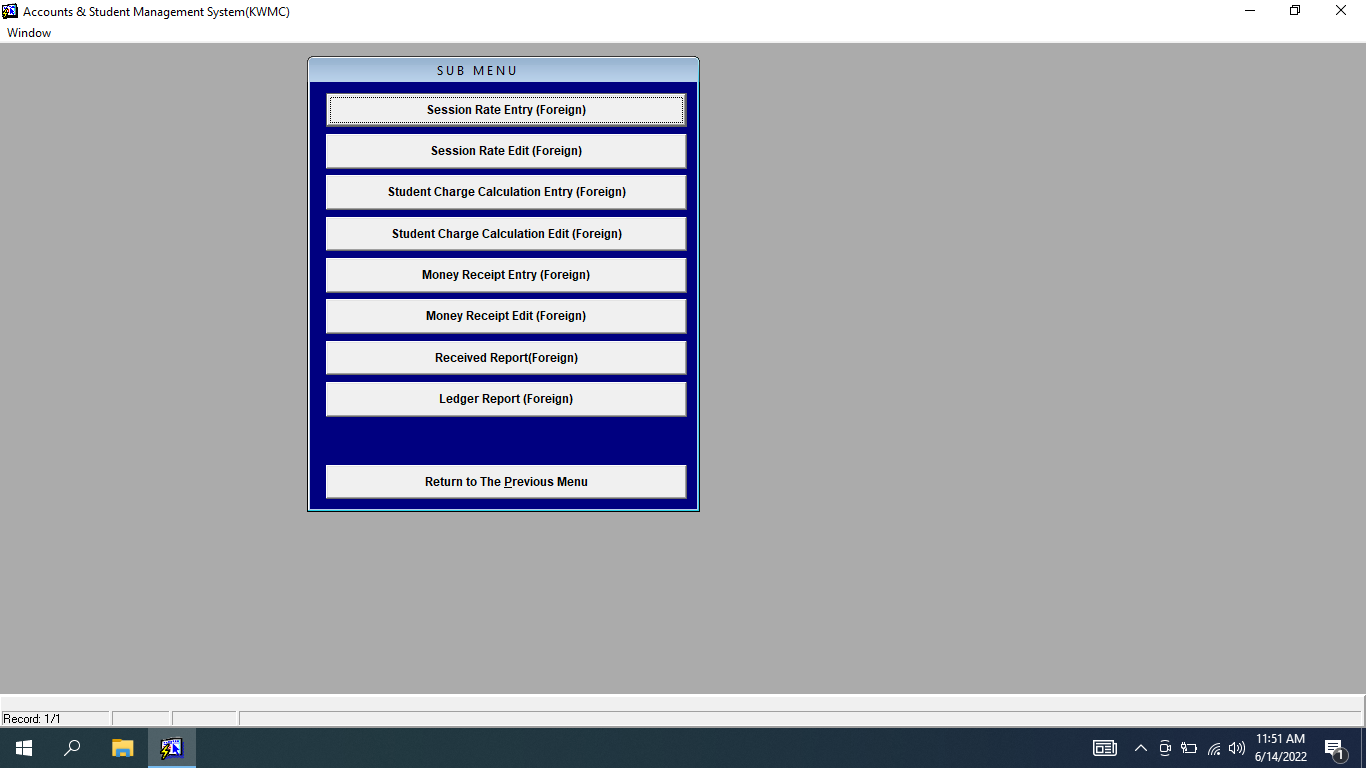 Accounts & Student Management System(KWMC)
Window
SUB MENU
Session Rate Entry (Foreign)
Session Rate Edit (Foreign)
Student Charge Calculation Entry (Foreign)
Student Charge Calculation Edit (Foreign)
Money Receipt Entry (Foreign)
Money Receipt Edit (Foreign)
Received Report(Foreign)
Ledger Report (Foreign)
Return to The Previous Menu
Record: 1/1
11:51 AM
6/14/2022
1